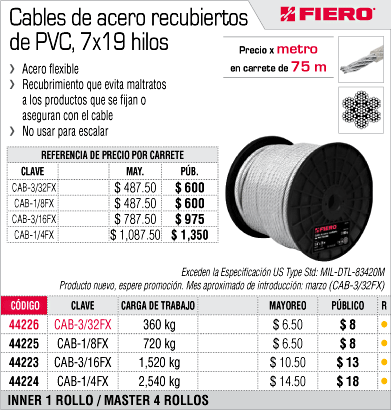 Cables de acero recubiertos
de PVC, 7x19 hilos
FIERO®
Precio x metro
en carrete de 75 m
❯ Acero flexible
❯ Recubrimiento que evita maltratos
a los productos que se fijan o
aseguran con el cable
❯ No usar para escalar
REFERENCIA DE PRECIO POR CARRETE
CLAVE MAY. PÚB.
CAB-3/32FX $ 487.50 $ 600
CAB-1/8FX $ 487.50 $ 600
CAB-3/16FX $ 787.50 $ 975
CAB-1/4FX $ 1,087.50 $ 1,350
FIERO
Exceden la Especificación US Type Std: MIL-DTL-83420M
Producto nuevo, espere promoción. Mes aproximado de introducción: marzo (CAB-3/32FX)
CÓDIGO CLAVE CARGA DE TRABAJO MAYOREO PÚBLICO R
44226 CAB-3/32FX 360 kg $ 6.50 $ 8
44225 CAB-1/8FX 720 kg $ 6.50 $ 8
44223 CAB-3/16FX 1,520 kg $ 10.50 $ 13
44224 CAB-1/4FX 2,540 kg $ 14.50 $ 18
INNER 1 ROLLO / MASTER 4 ROLLOS